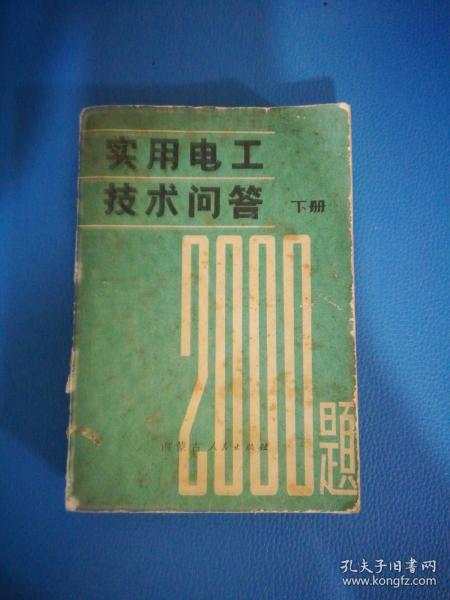 实用电工
技术问答 下册
2000题
内蒙古人民出版社
孔夫子旧书网
www.kongfz.com